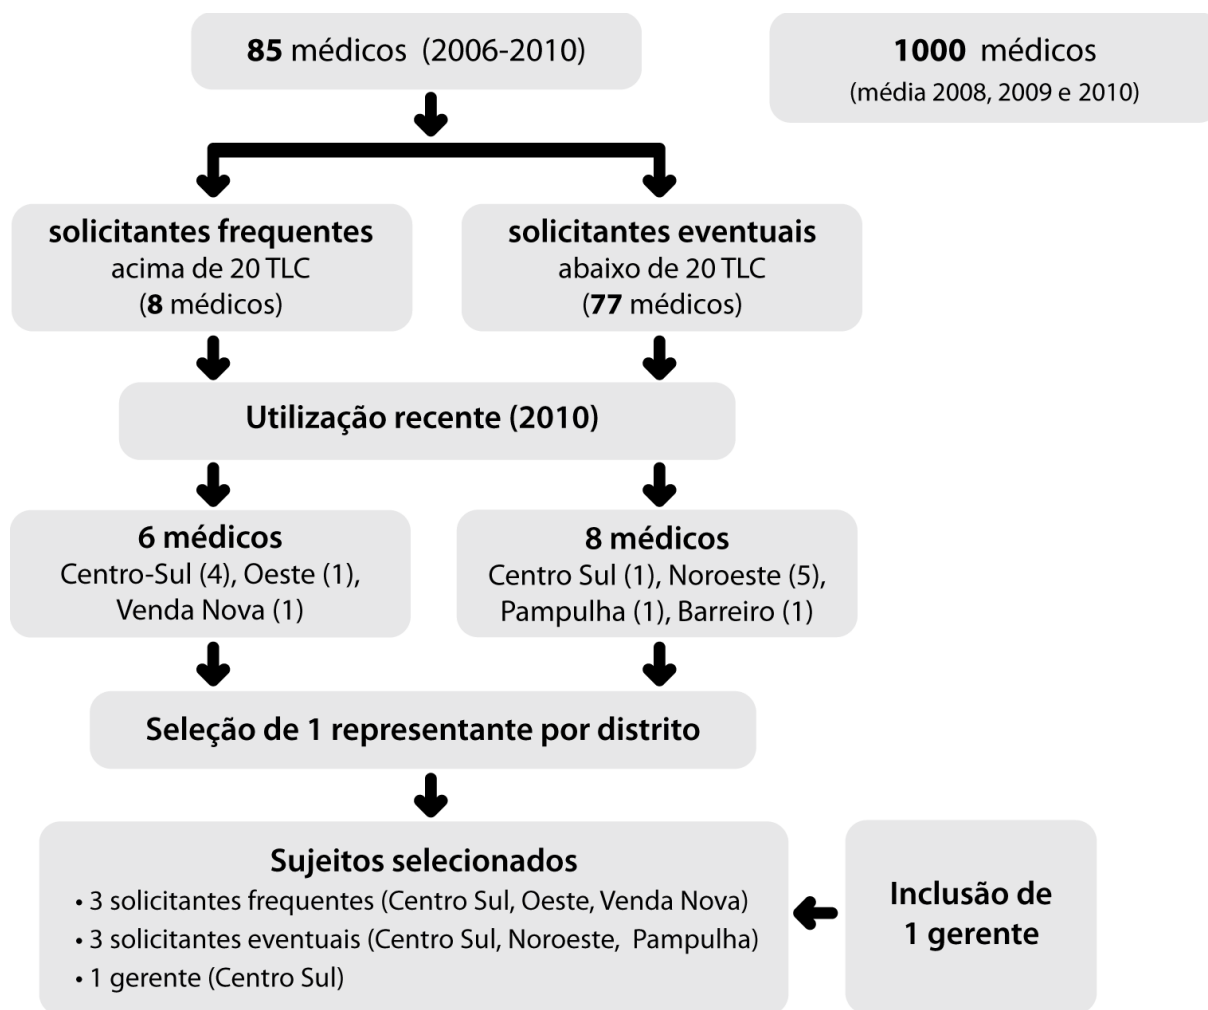 85 médicos (2006-2010)
1000 médicos
(média 2008, 2009 e 2010)
solicitantes frequentes
acima de 20 TLC
(8 médicos)
solicitantes eventuais
abaixo de 20 TLC
(77 médicos)
Utilização recente (2010)
6 médicos
Centro-Sul (4), Oeste (1),
Venda Nova (1)
8 médicos
Centro Sul (1), Noroeste (5),
Pampulha (1), Barreiro (1)
Seleção de 1 representante por distrito
Sujeitos selecionados
• 3 solicitantes frequentes (Centro Sul, Oeste, Venda Nova)
• 3 solicitantes eventuais (Centro Sul, Noroeste, Pampulha)
• 1 gerente (Centro Sul)
Inclusão de
1 gerente